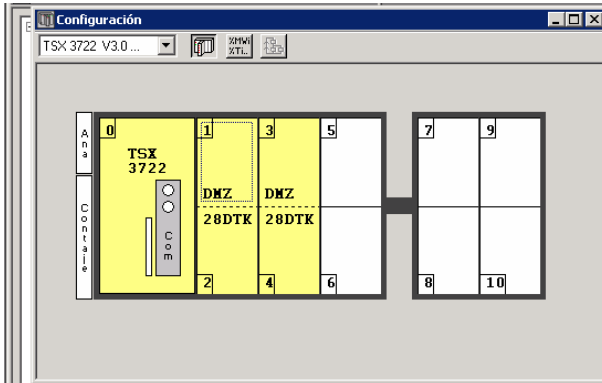 Configuración
TSX 3722 V3.0 ...
XMWi
XTi..
Ana
Contaje
0
TSX
3722
Com
1
DMZ
28DTK
2
3
DMZ
28DTK
4
5
6
7
8
9
10